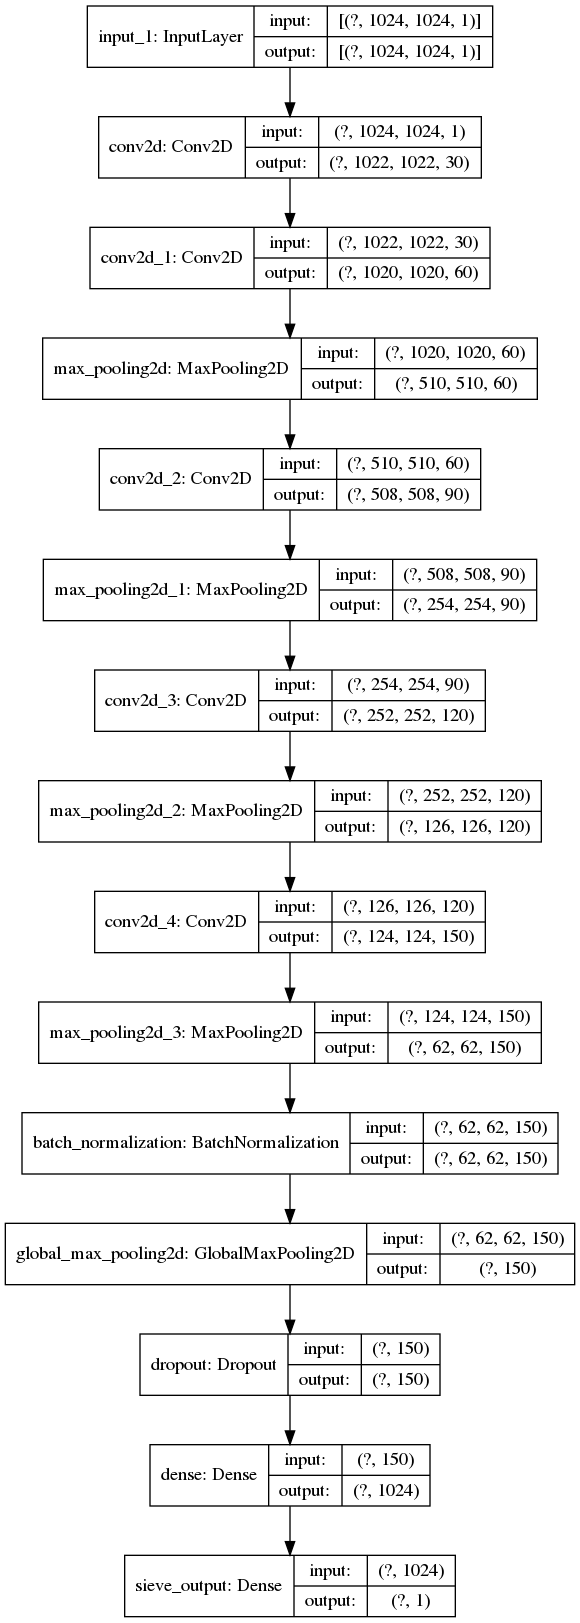 input_1: InputLayer
input:
[(?, 1024, 1024, 1)]
output:
[(?, 1024, 1024, 1)]
conv2d: Conv2D
input:
(?, 1024, 1024, 1)
output:
(?, 1022, 1022, 30)
conv2d_1: Conv2D
input:
(?, 1022, 1022, 30)
output:
(?, 1020, 1020, 60)
max_pooling2d: MaxPooling2D
input:
(?, 1020, 1020, 60)
output:
(?, 510, 510, 60)
conv2d_2: Conv2D
input:
(?, 510, 510, 60)
output:
(?, 508, 508, 90)
max_pooling2d_1: MaxPooling2D
input:
(?, 508, 508, 90)
output:
(?, 254, 254, 90)
conv2d_3: Conv2D
input:
(?, 254, 254, 90)
output:
(?, 252, 252, 120)
max_pooling2d_2: MaxPooling2D
input:
(?, 252, 252, 120)
output:
(?, 126, 126, 120)
conv2d_4: Conv2D
input:
(?, 126, 126, 120)
output:
(?, 124, 124, 150)
max_pooling2d_3: MaxPooling2D
input:
(?, 124, 124, 150)
output:
(?, 62, 62, 150)
batch_normalization: BatchNormalization
input:
(?, 62, 62, 150)
output:
(?, 62, 62, 150)
global_max_pooling2d: GlobalMaxPooling2D
input:
(?, 62, 62, 150)
output:
(?, 150)
dropout: Dropout
input:
(?, 150)
output:
(?, 150)
dense: Dense
input:
(?, 150)
output:
(?, 1024)
sieve_output: Dense
input:
(?, 1024)
output:
(?, 1)